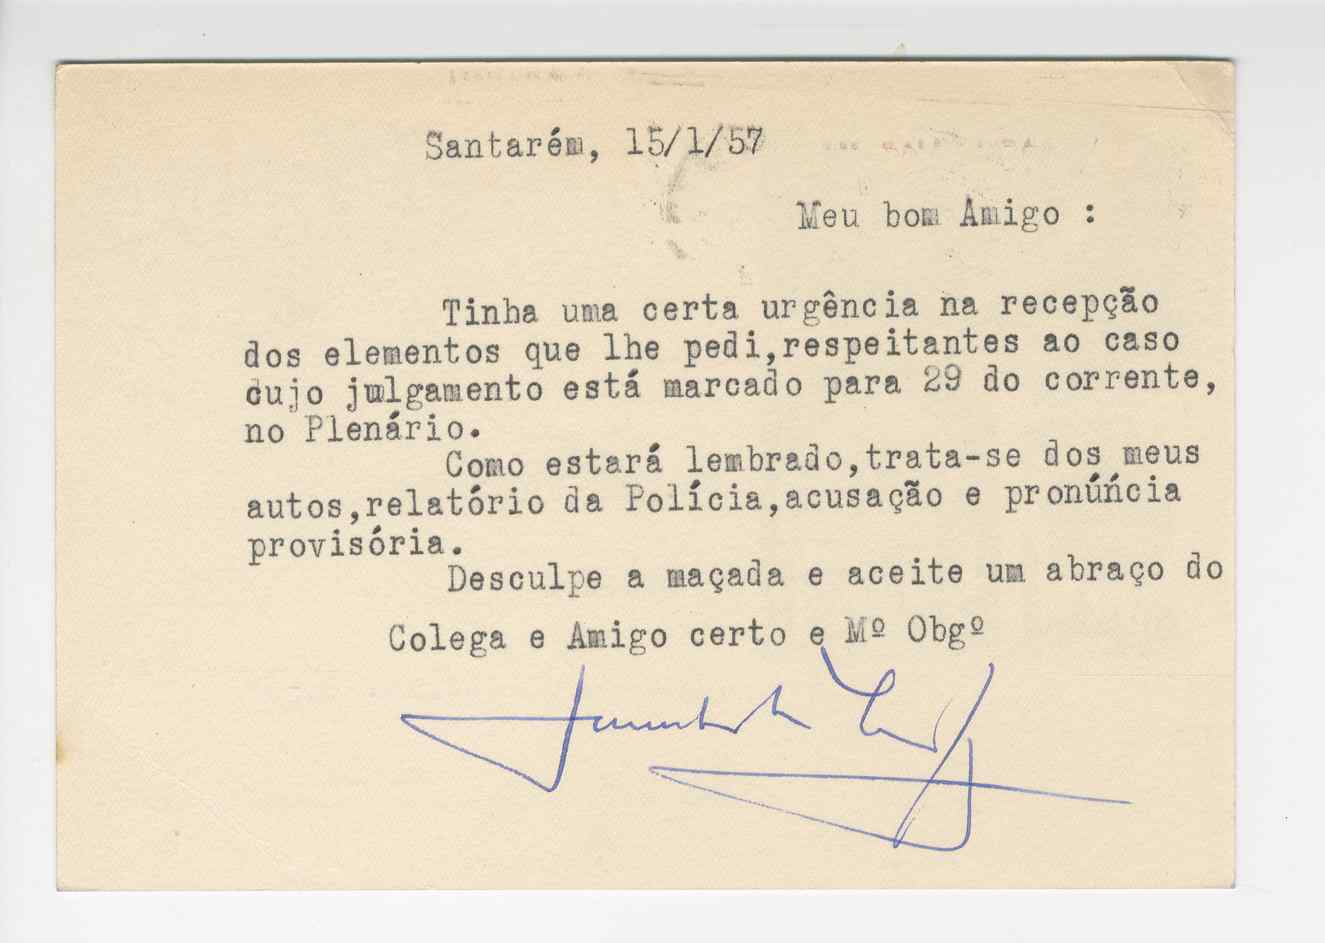 Santarém, 15/1/57
Meu bom Amigo :
Tinha uma certa urgência na recepção
dos elementos que lhe pedi,respeitantes ao caso
cujo julgamento está marcado para 29 do corrente,
no Plenário.
Como estará lembrado,trata-se dos meus
autos,relatório da Polícia,acusação e pronúncia
provisória.
Desculpe a maçada e aceite um abraço do
Colega e Amigo certo e Mº Obgº